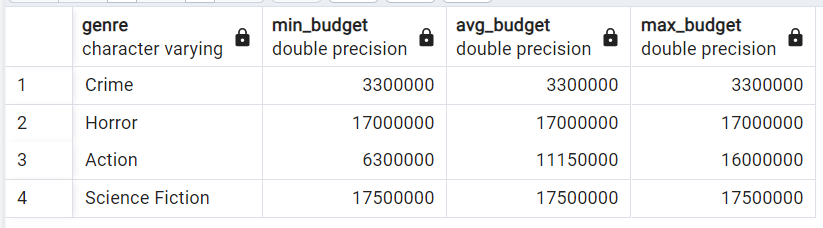 genre min_budget avg_budget max_budget
character varying double precision double precision double precision
1 Crime 3300000 3300000 3300000
2 Horror 17000000 17000000 17000000
3 Action 6300000 11150000 16000000
4 Science Fiction 17500000 17500000 17500000